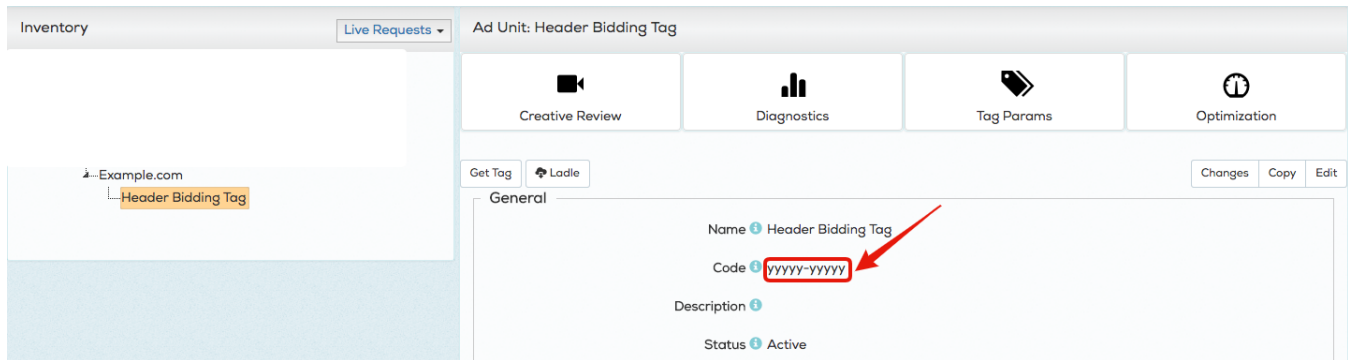 Inventory
Live Requests
Example.com
Header Bidding Tag
Ad Unit: Header Bidding Tag
Creative Review
Diagnostics
Tag Params
Optimization
Get Tag
Ladle
Changes
Copy
Edit
General
Name Header Bidding Tag
Code yyyyy-yyyyy
Description
Status Active